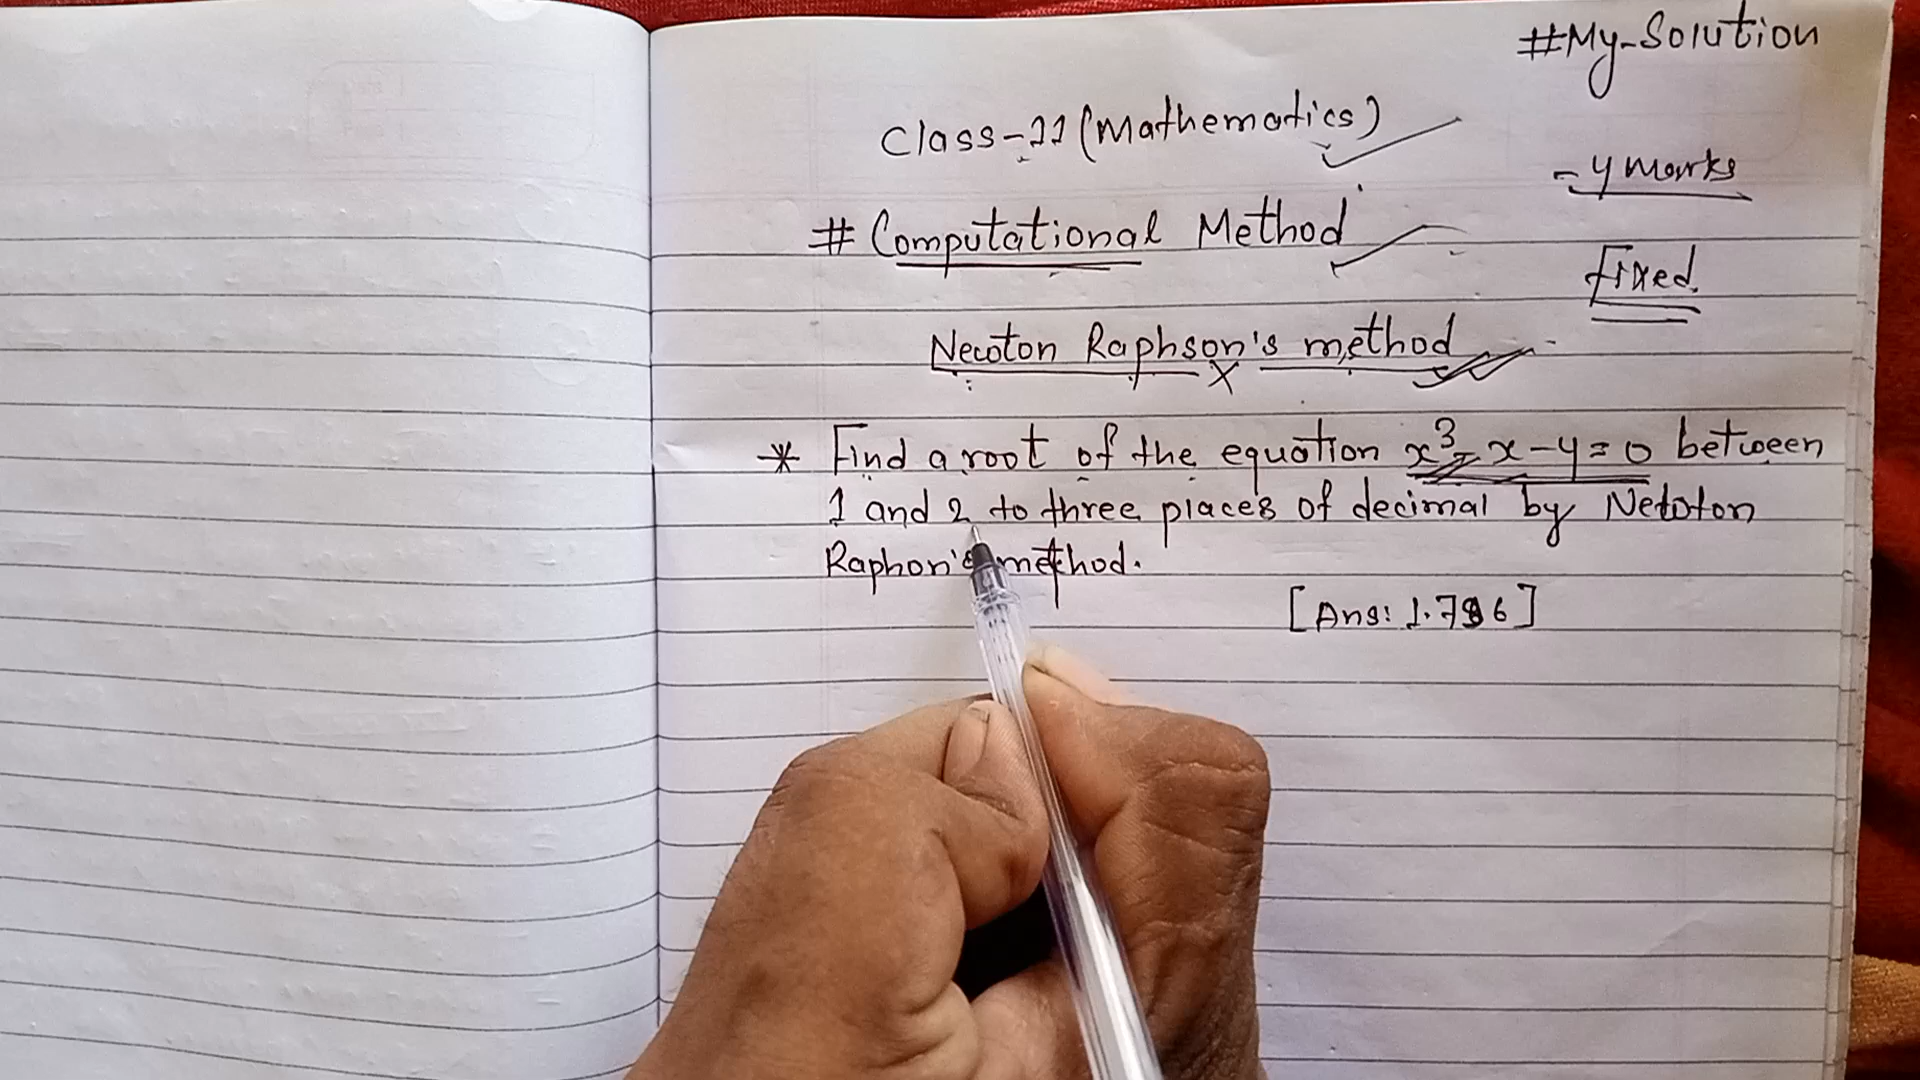 #My-Solution
Class-11 (Mathematics)
- 4 marks
# Computational Method
fixed.
Newton Raphson's method
* Find a root of the equation x³-x-4=0 between
1 and 2 to three places of decimal by Newton
Raphon's method.
[Ans: 1.796]